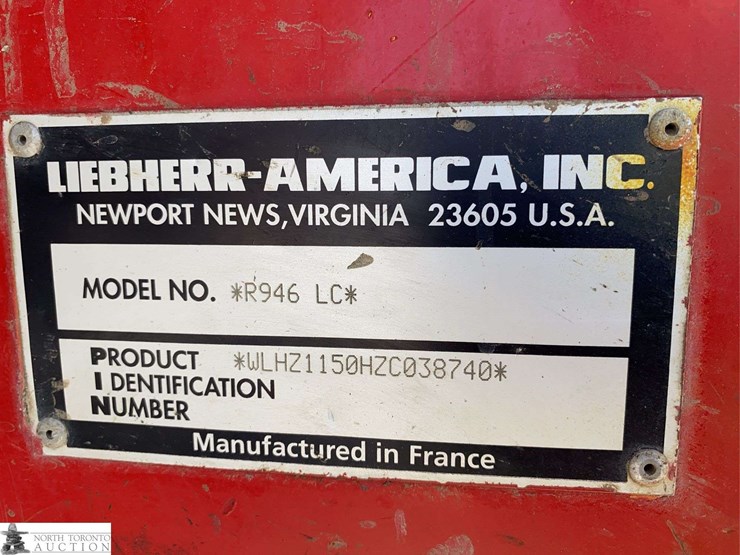 LIEBHERR-AMERICA, INC.
NEWPORT NEWS, VIRGINIA 23605 U.S.A.
MODEL NO. *R946 LC*
PRODUCT *WLHZ1150HZC038740*
IDENTIFICATION
NUMBER
Manufactured in France
NORTH TORONTO
AUCTION